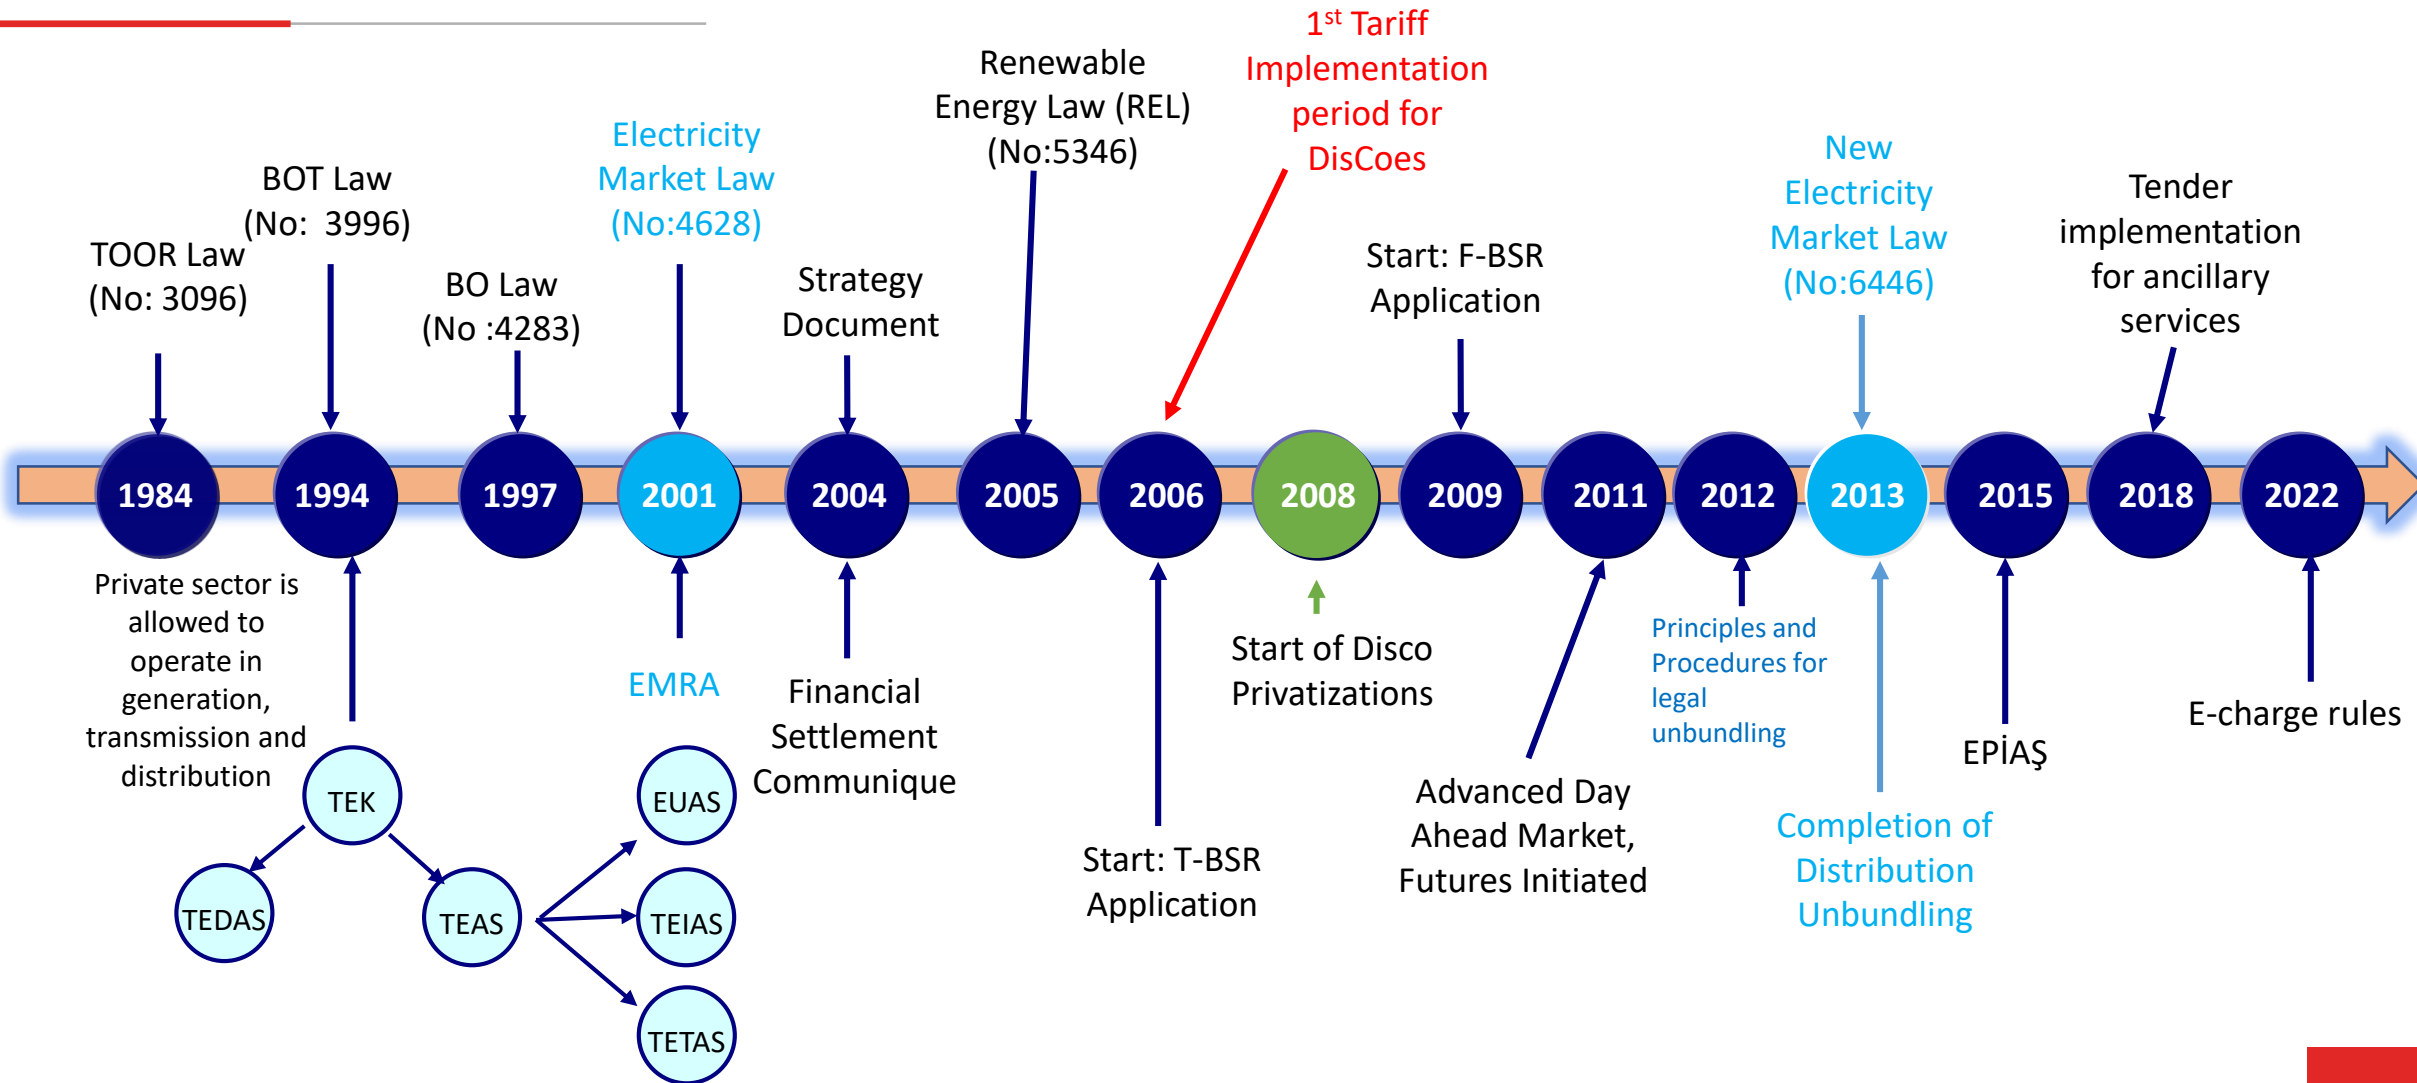 TOOR Law
(No: 3096)
BOT Law
(No:  3996)
BO Law
(No :4283)
Electricity
Market Law
(No:4628)
Strategy
Document
Renewable
Energy Law (REL)
(No:5346)
1st Tariff
Implementation
period for
DisCoes
Start: F-BSR
Application
New
Electricity
Market Law
(No:6446)
Tender
implementation
for ancillary
services
1984
1994
1997
2001
2004
2005
2006
2008
2009
2011
2012
2013
2015
2018
2022
Private sector is
allowed to
operate in
generation,
transmission and
distribution
TEK
TEDAS
TEAS
EMRA
EUAS
TEIAS
TETAS
Financial
Settlement
Communique
Start: T-BSR
Application
Start of Disco
Privatizations
Advanced Day
Ahead Market,
Futures Initiated
Principles and
Procedures for
legal
unbundling
Completion of
Distribution
Unbundling
EPİAŞ
E-charge rules